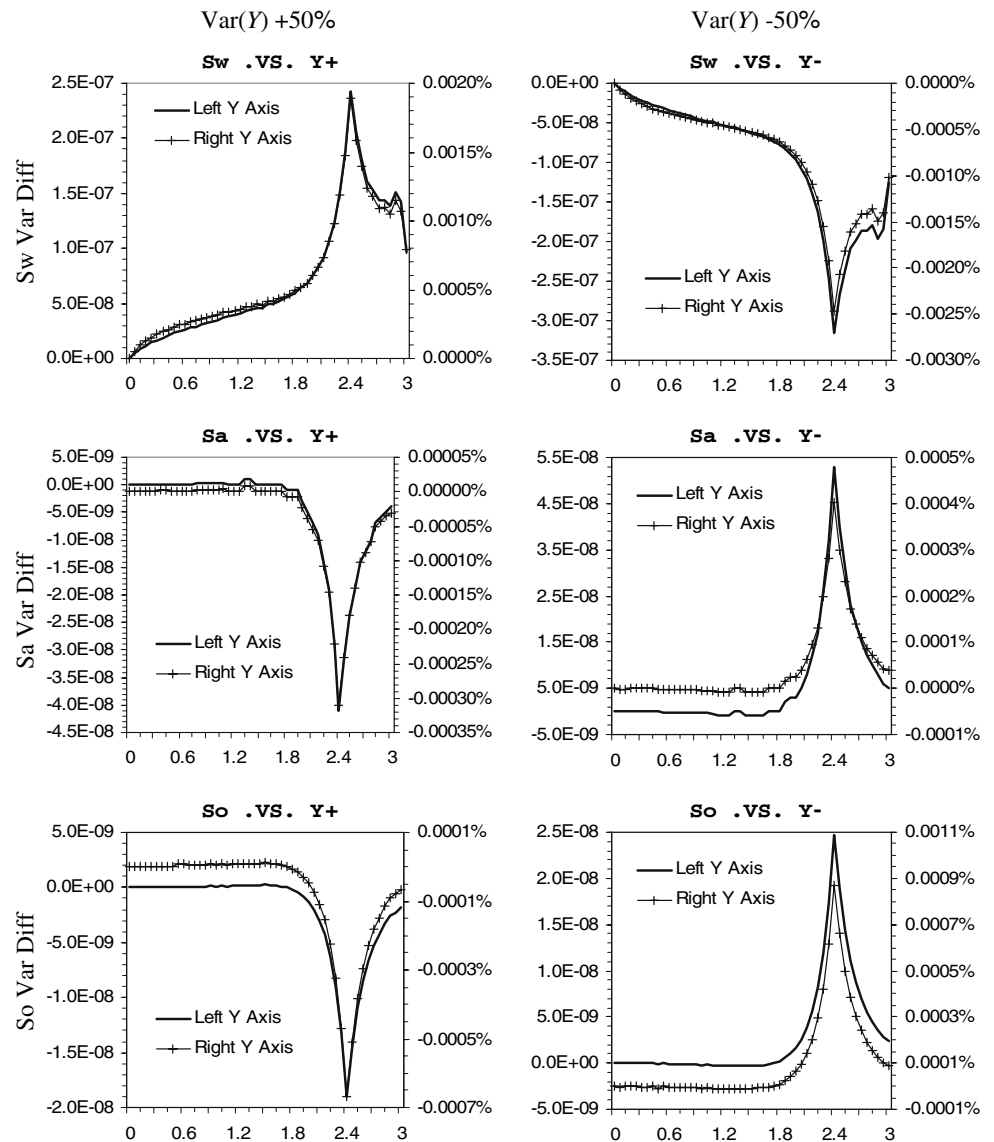 Var(Y) +50%
Var(Y) -50%
Sw .VS. Y+
Sw Var Diff
2.5E-07
2.0E-07
1.5E-07
1.0E-07
5.0E-08
0.0E+00
0.0020%
0.0015%
0.0010%
0.0005%
0.0000%
Left Y Axis
Right Y Axis
0 0.6 1.2 1.8 2.4 3
Sw .VS. Y-
0.0E+00
-5.0E-08
-1.0E-07
-1.5E-07
-2.0E-07
-2.5E-07
-3.0E-07
-3.5E-07
0.0000%
-0.0005%
-0.0010%
-0.0015%
-0.0020%
-0.0025%
-0.0030%
Left Y Axis
Right Y Axis
0 0.6 1.2 1.8 2.4 3
Sa .VS. Y+
Sa Var Diff
5.0E-09
0.0E+00
-5.0E-09
-1.0E-08
-1.5E-08
-2.0E-08
-2.5E-08
-3.0E-08
-3.5E-08
-4.0E-08
-4.5E-08
0.00005%
0.00000%
-0.00005%
-0.00010%
-0.00015%
-0.00020%
-0.00025%
-0.00030%
-0.00035%
Left Y Axis
Right Y Axis
0 0.6 1.2 1.8 2.4 3
Sa .VS. Y-
5.5E-08
4.5E-08
3.5E-08
2.5E-08
1.5E-08
5.0E-09
-5.0E-09
0.0005%
0.0004%
0.0003%
0.0002%
0.0001%
0.0000%
-0.0001%
Left Y Axis
Right Y Axis
0 0.6 1.2 1.8 2.4 3
So .VS. Y+
So Var Diff
5.0E-09
0.0E+00
-5.0E-09
-1.0E-08
-1.5E-08
-2.0E-08
0.0001%
-0.0001%
-0.0003%
-0.0005%
-0.0007%
Left Y Axis
Right Y Axis
0 0.6 1.2 1.8 2.4 3
So .VS. Y-
2.5E-08
2.0E-08
1.5E-08
1.0E-08
5.0E-09
0.0E+00
-5.0E-09
0.0011%
0.0009%
0.0007%
0.0005%
0.0003%
0.0001%
-0.0001%
Left Y Axis
Right Y Axis
0 0.6 1.2 1.8 2.4 3